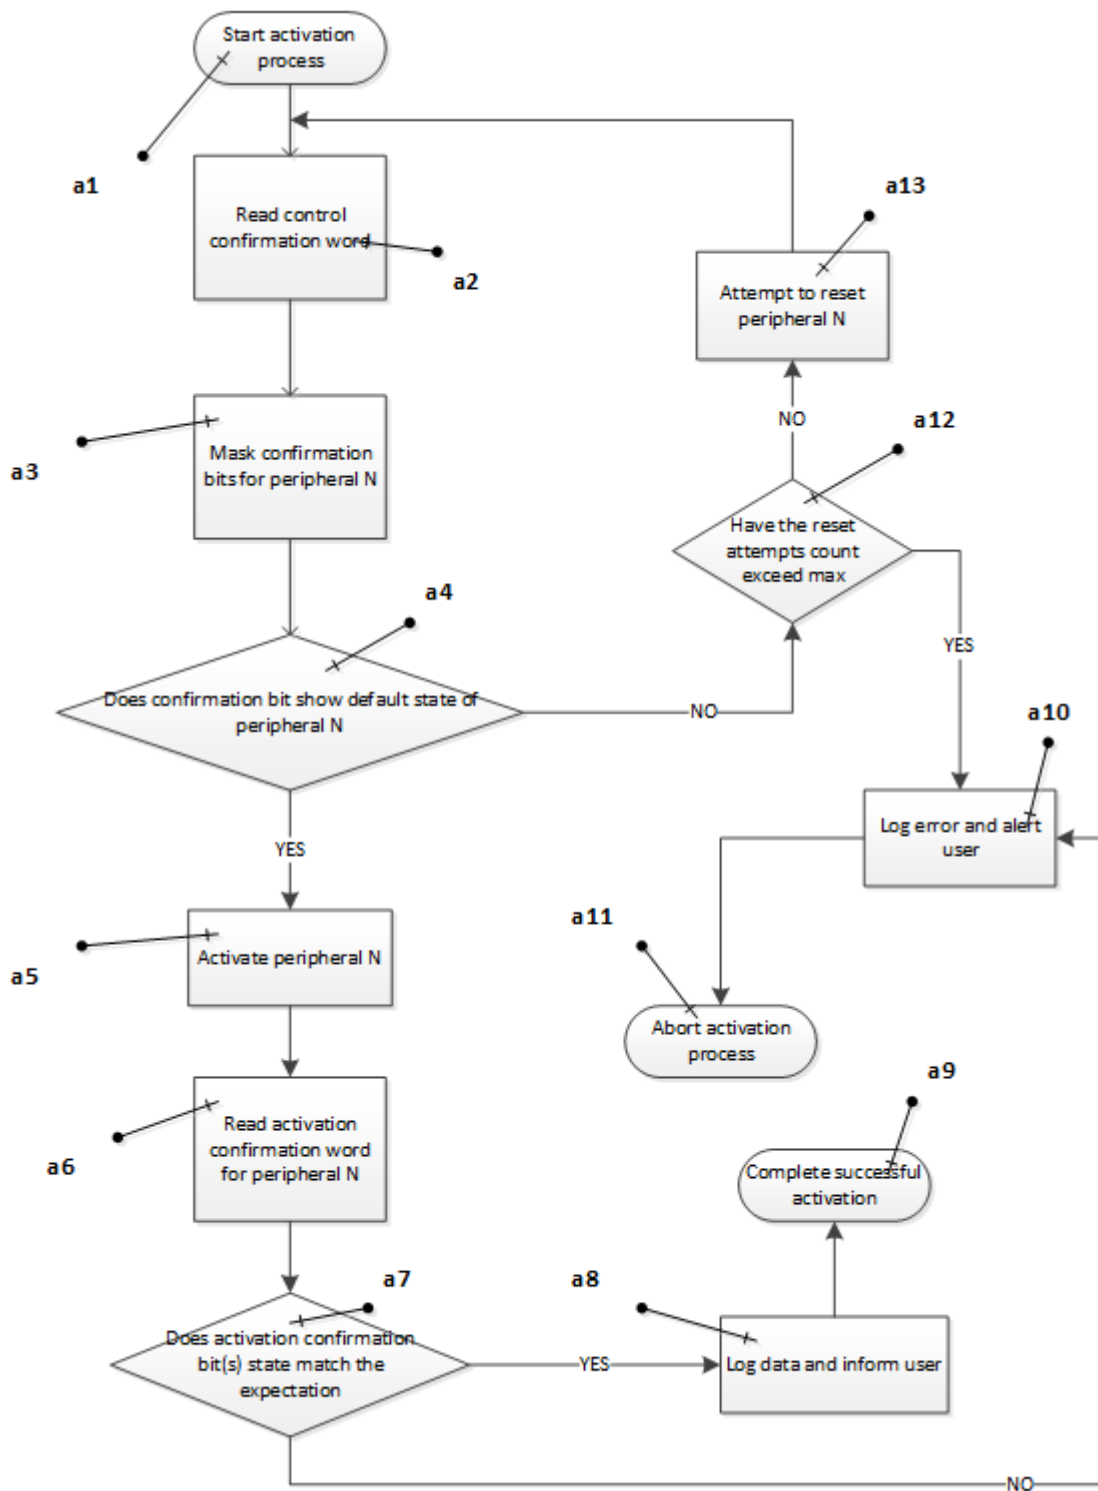 Start activation
process
a1
a13
Read control
confirmation word
a2
Attempt to reset
peripheral N
NO
a12
a3
Mask confirmation
bits for peripheral N
Have the reset
attempts count
exceed max
a4
YES
Does confirmation bit show default state of
peripheral N
NO
a10
Log error and alert
user
YES
a11
a5
Activate peripheral N
Abort activation
process
a9
a6
Read activation
confirmation word
for peripheral N
Complete successful
activation
a7
a8
Does activation confirmation
bit(s) state match the
expectation
YES
Log data and inform user
NO